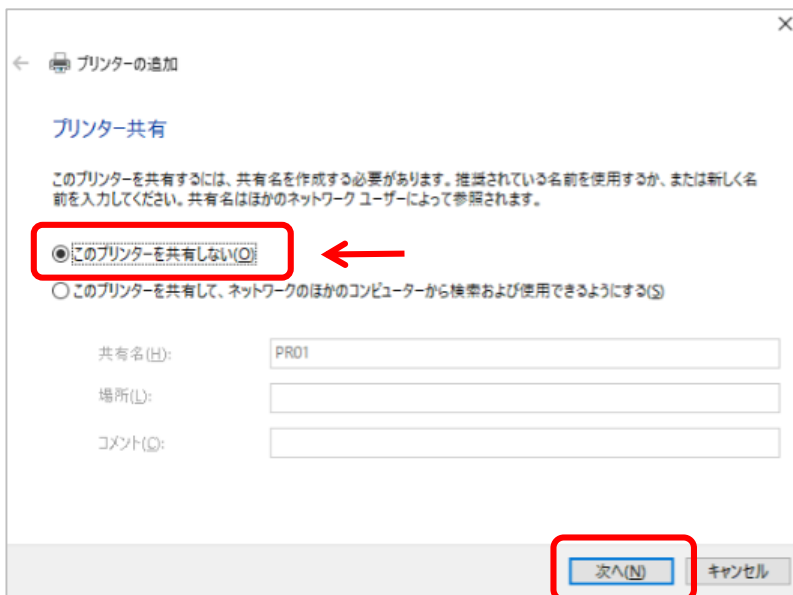 プリンターの追加
プリンター共有
このプリンターを共有するには、共有名を作成する必要があります。推奨されている名前を使用するか、または新しく名
前を入力してください。共有名はほかのネットワーク ユーザーによって参照されます。
このプリンターを共有しない(O)
このプリンターを共有して、ネットワークのほかのコンピューターから検索および使用できるようにする(S)
共有名(H):
PR01
場所(L):
コメント(C):
次へ(N)
キャンセル